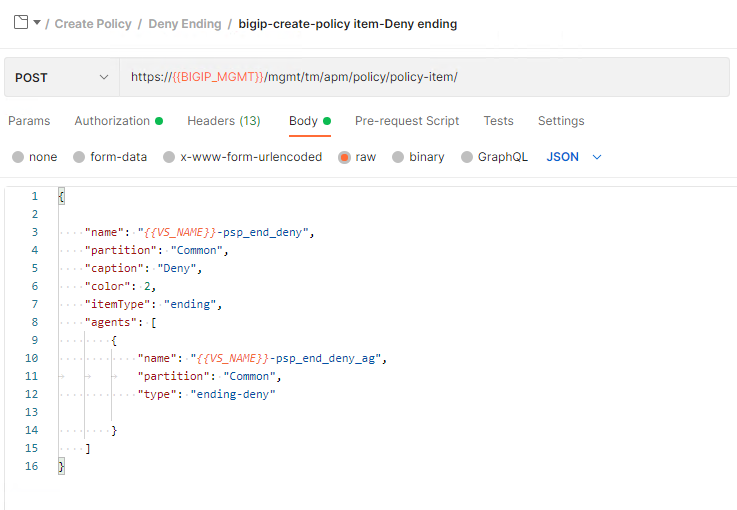 / Create Policy / Deny Ending / bigip-create-policy item-Deny ending
POST https://{{BIGIP_MGMT}}/mgmt/tm/apm/policy/policy-item/
Params Authorization Headers (13) Body Pre-request Script Tests Settings
none form-data x-www-form-urlencoded raw binary GraphQL JSON
1 {
2
3 "name": "{{VS_NAME}}-psp_end_deny",
4 "partition": "Common",
5 "caption": "Deny",
6 "color": 2,
7 "itemType": "ending",
8 "agents": [
9 {
10 "name": "{{VS_NAME}}-psp_end_deny_ag",
11 "partition": "Common",
12 "type": "ending-deny"
13
14 }
15 ]
16 }